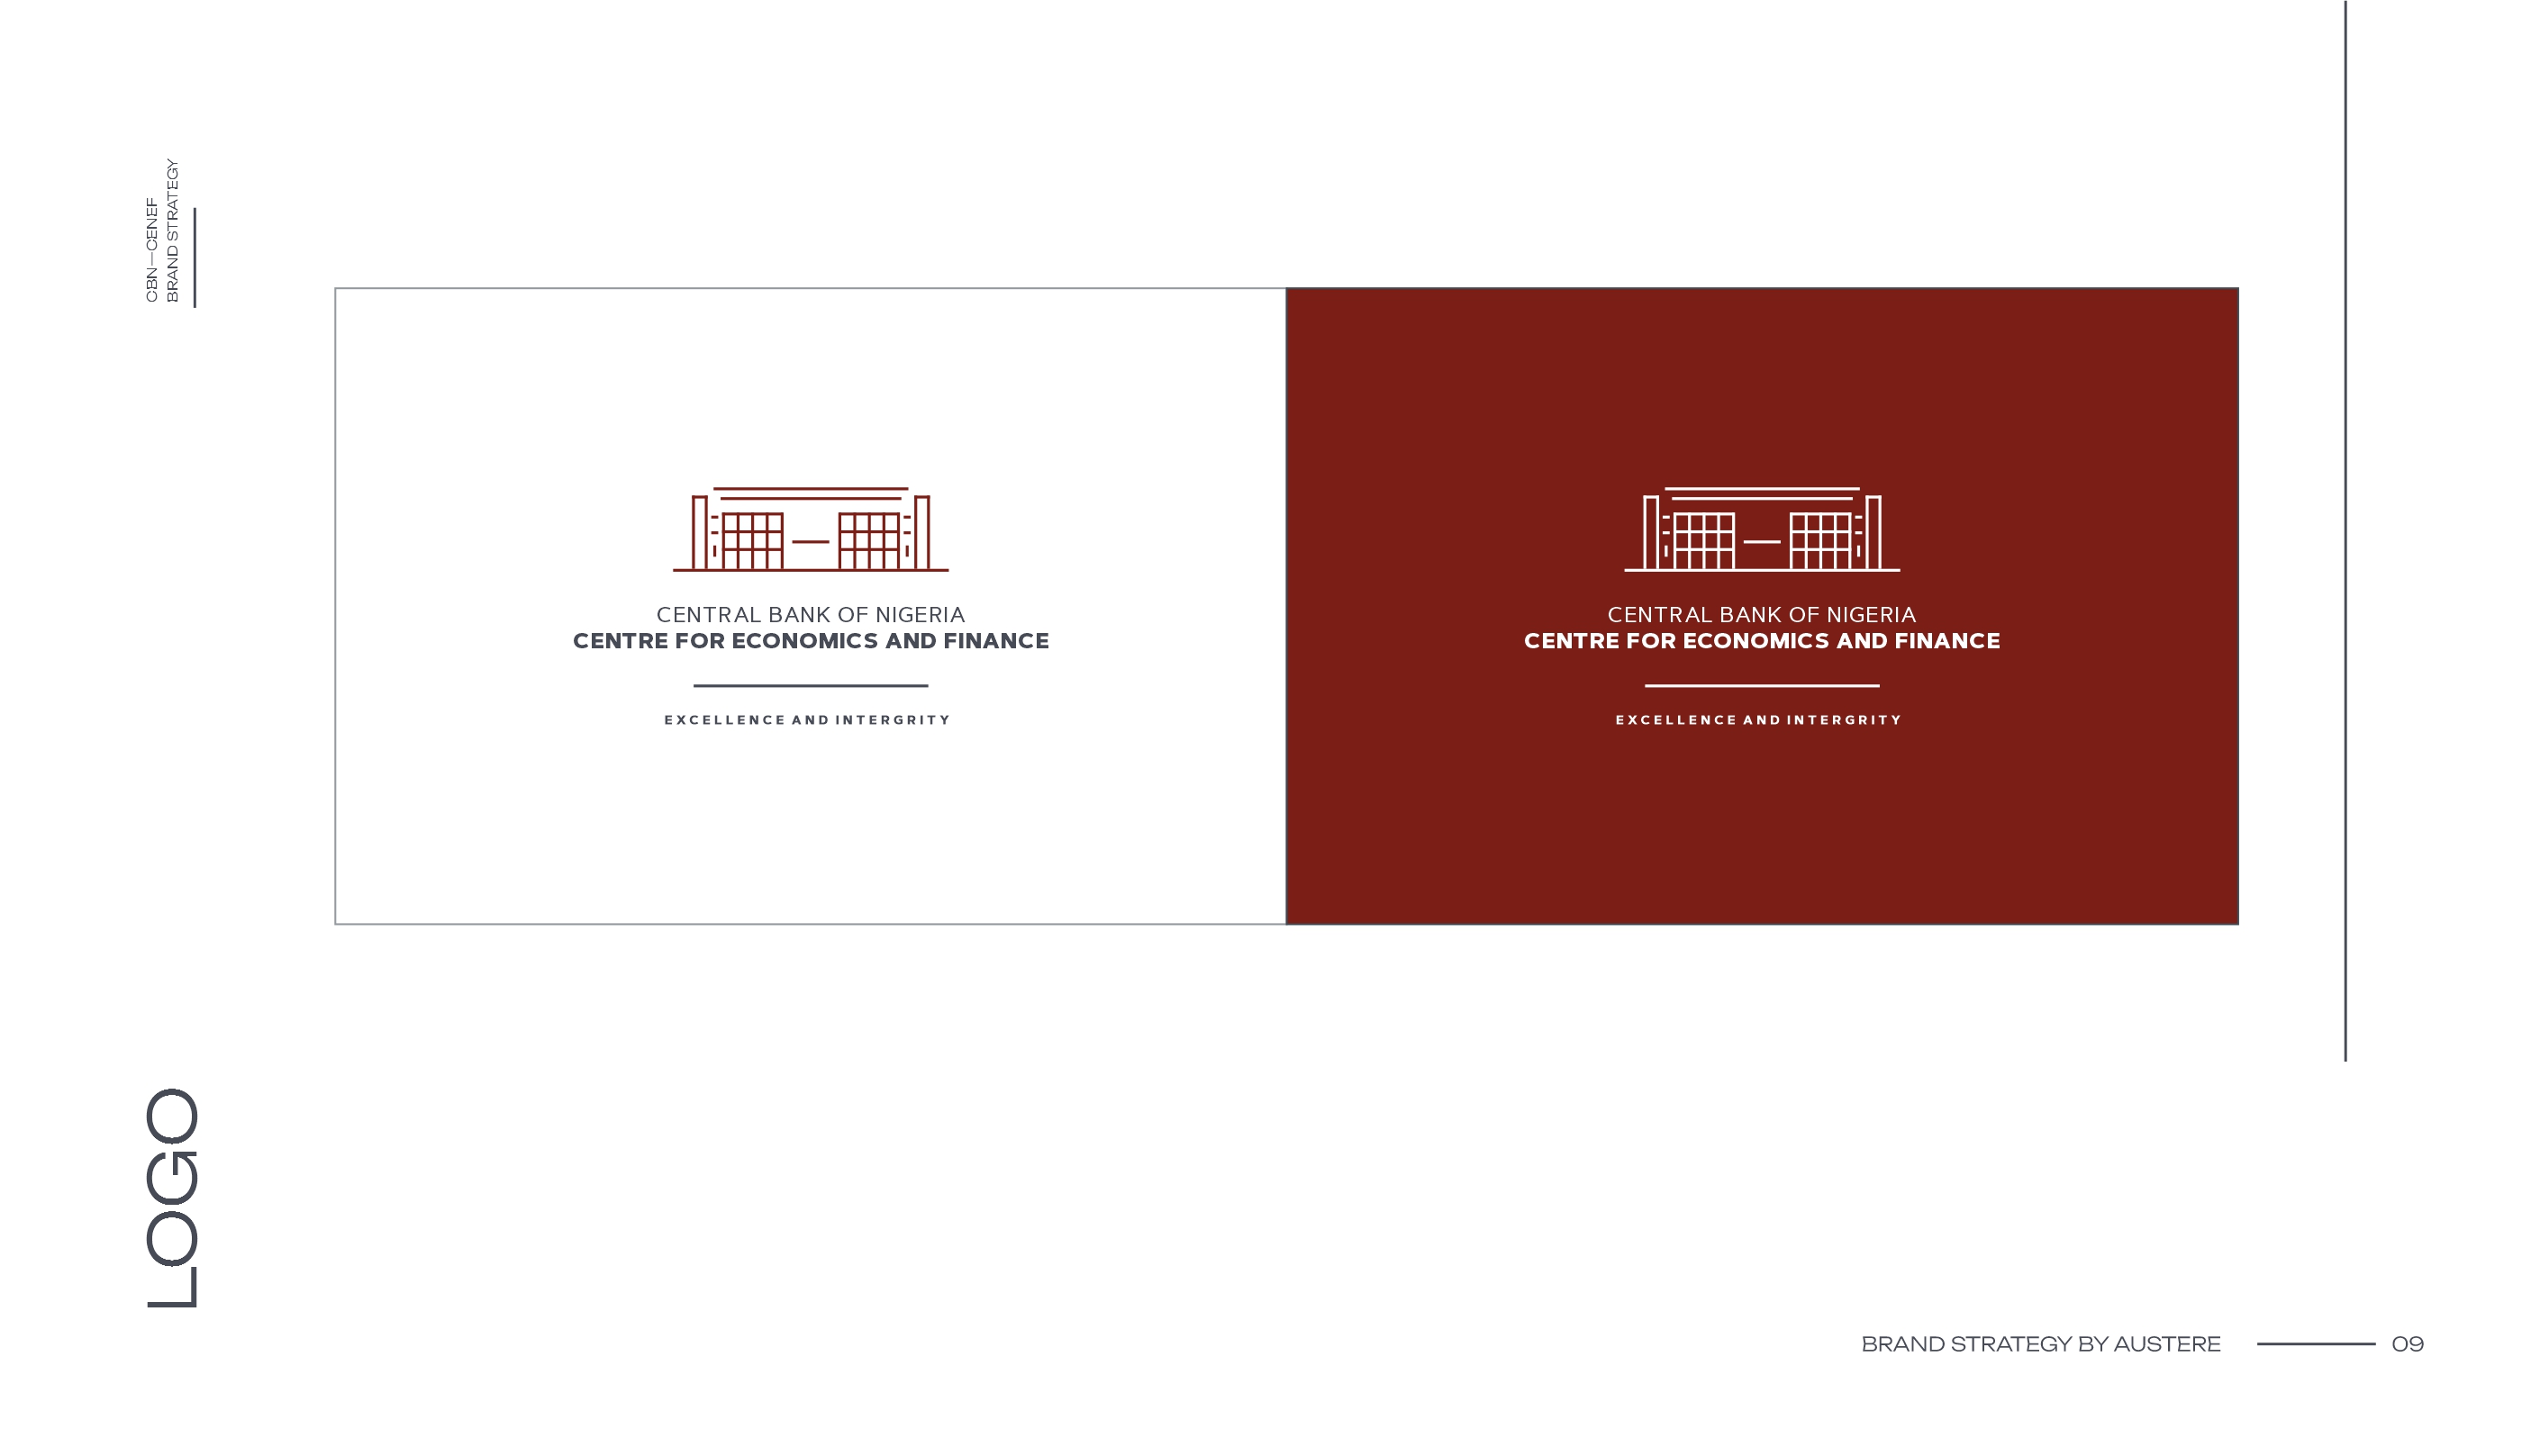 CBN—CENEF
BRAND STRATEGY
CENTRAL BANK OF NIGERIA
CENTRE FOR ECONOMICS AND FINANCE
EXCELLENCE AND INTERGRITY
CENTRAL BANK OF NIGERIA
CENTRE FOR ECONOMICS AND FINANCE
EXCELLENCE AND INTERGRITY
LOGO
BRAND STRATEGY BY AUSTERE
09